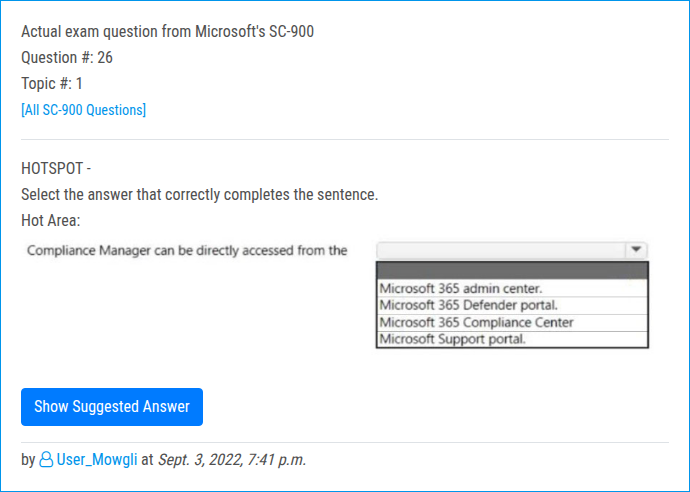 Actual exam question from Microsoft's SC-900
Question #: 26
Topic #: 1
[All SC-900 Questions]
HOTSPOT -
Select the answer that correctly completes the sentence.
Hot Area:
Compliance Manager can be directly accessed from the
Microsoft 365 admin center.
Microsoft 365 Defender portal.
Microsoft 365 Compliance Center
Microsoft Support portal.
Show Suggested Answer
by User_Mowgli at Sept. 3, 2022, 7:41 p.m.